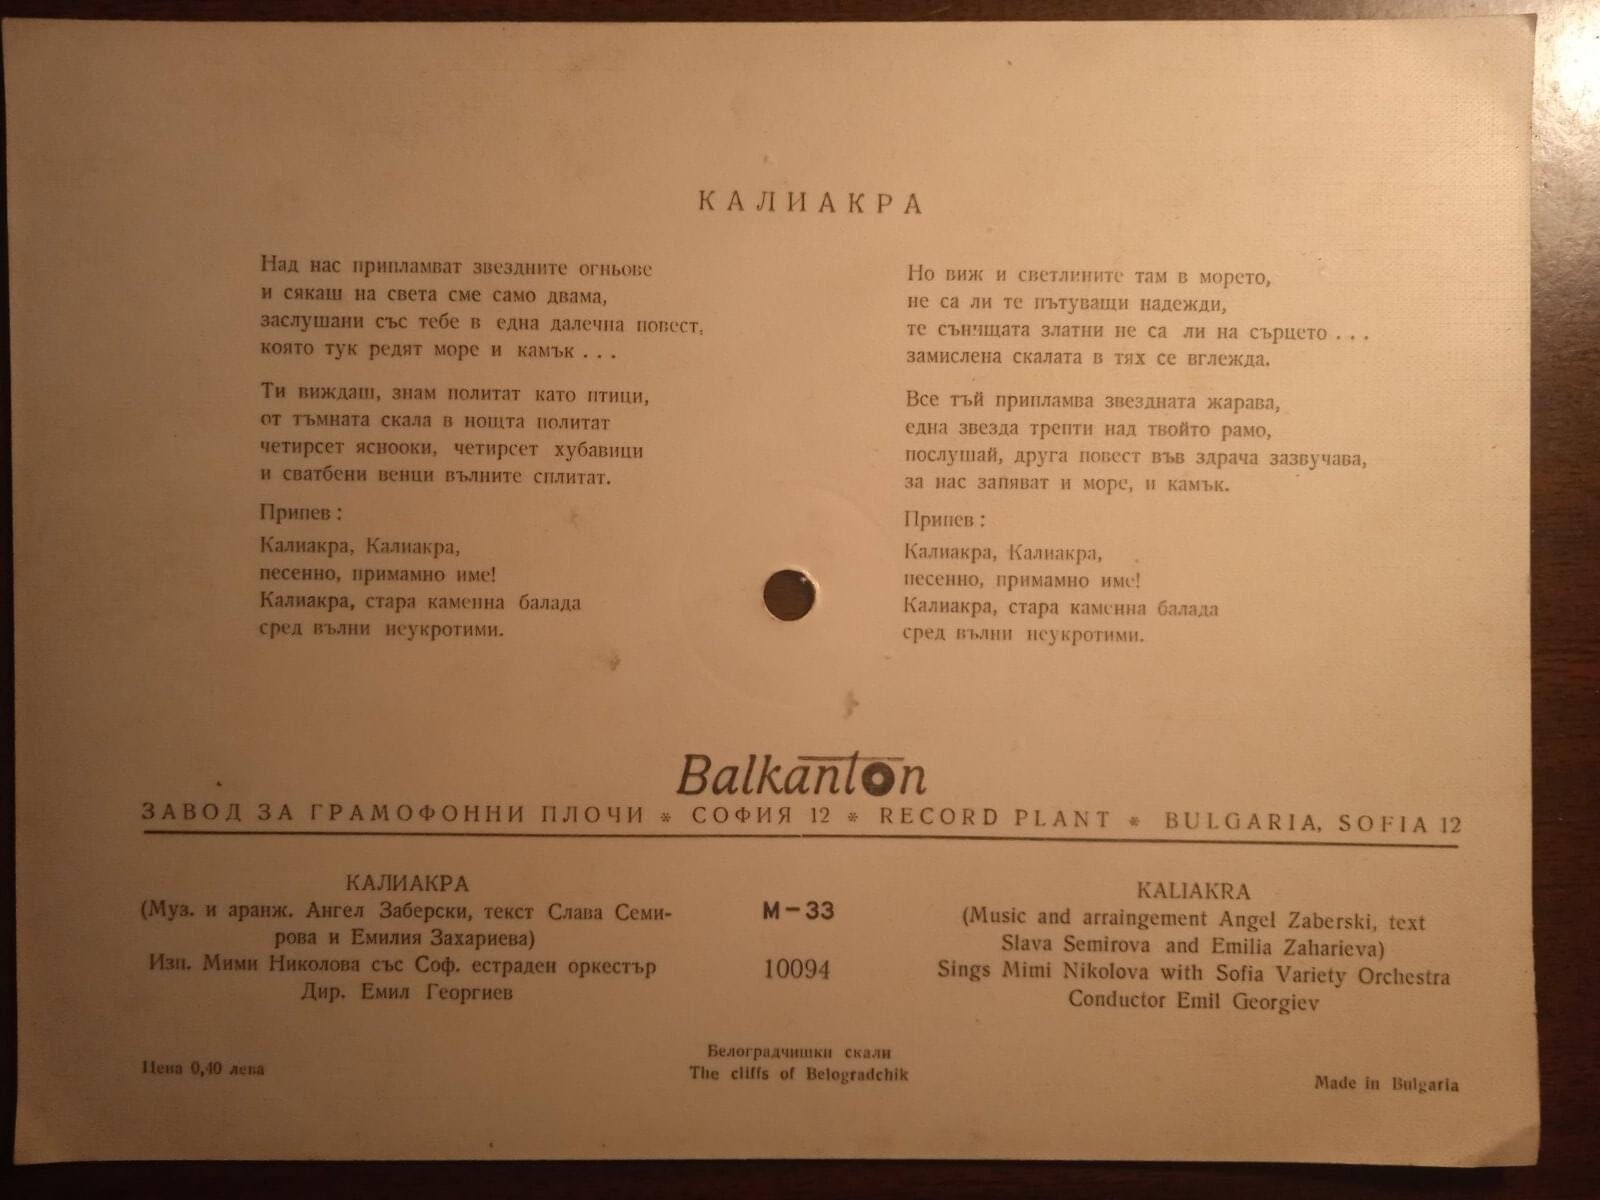 КАЛИАКРА
Над нас припламват звездните огньове
и сякаш на света сме само двама,
заслушани със тебе в една далечна повест,
която тук редят море и камък . . .
Ти виждаш, знам политат като птици,
от тъмната скала в нощта политат
четирсет яснооки, четирсет хубавици
и сватбени венци вълните сплитат.
Припев :
Калиакра, Калиакра,
песенно, примамно име!
Калиакра, стара каменна балада
сред вълни неукротими.
Но виж и светлините там в морето,
не са ли те пътуващи надежди,
те сънищата златни не са ли на сърцето . . .
замислена скалата в тях се вглежда.
Все тъй припламва звездната жарава,
една звезда трепти над твойто рамо,
послушай, друга повест във здрача зазвучава,
за нас запяват и море, и камък.
Припев :
Калиакра, Калиакра,
песенно, примамно име!
Калиакра, стара каменна балада
сред вълни неукротими.
Balkanton
ЗАВОД ЗА ГРАМОФОННИ ПЛОЧИ * СОФИЯ 12 * RECORD PLANT * BULGARIA, SOFIA 12
КАЛИАКРА
(Муз. и аранж. Ангел Заберски, текст Слава Семи-
рова и Емилия Захариева)
Изп. Мими Николова със Соф. естраден оркестър
Дир. Емил Георгиев
М-33
10094
KALIAKRA
(Music and arraingement Angel Zaberski, text
Slava Semirova and Emilia Zaharieva)
Sings Mimi Nikolova with Sofia Variety Orchestra
Conductor Emil Georgiev
Цена 0,40 лева
Белоградчишки скали
The cliffs of Belogradchik
Made in Bulgaria